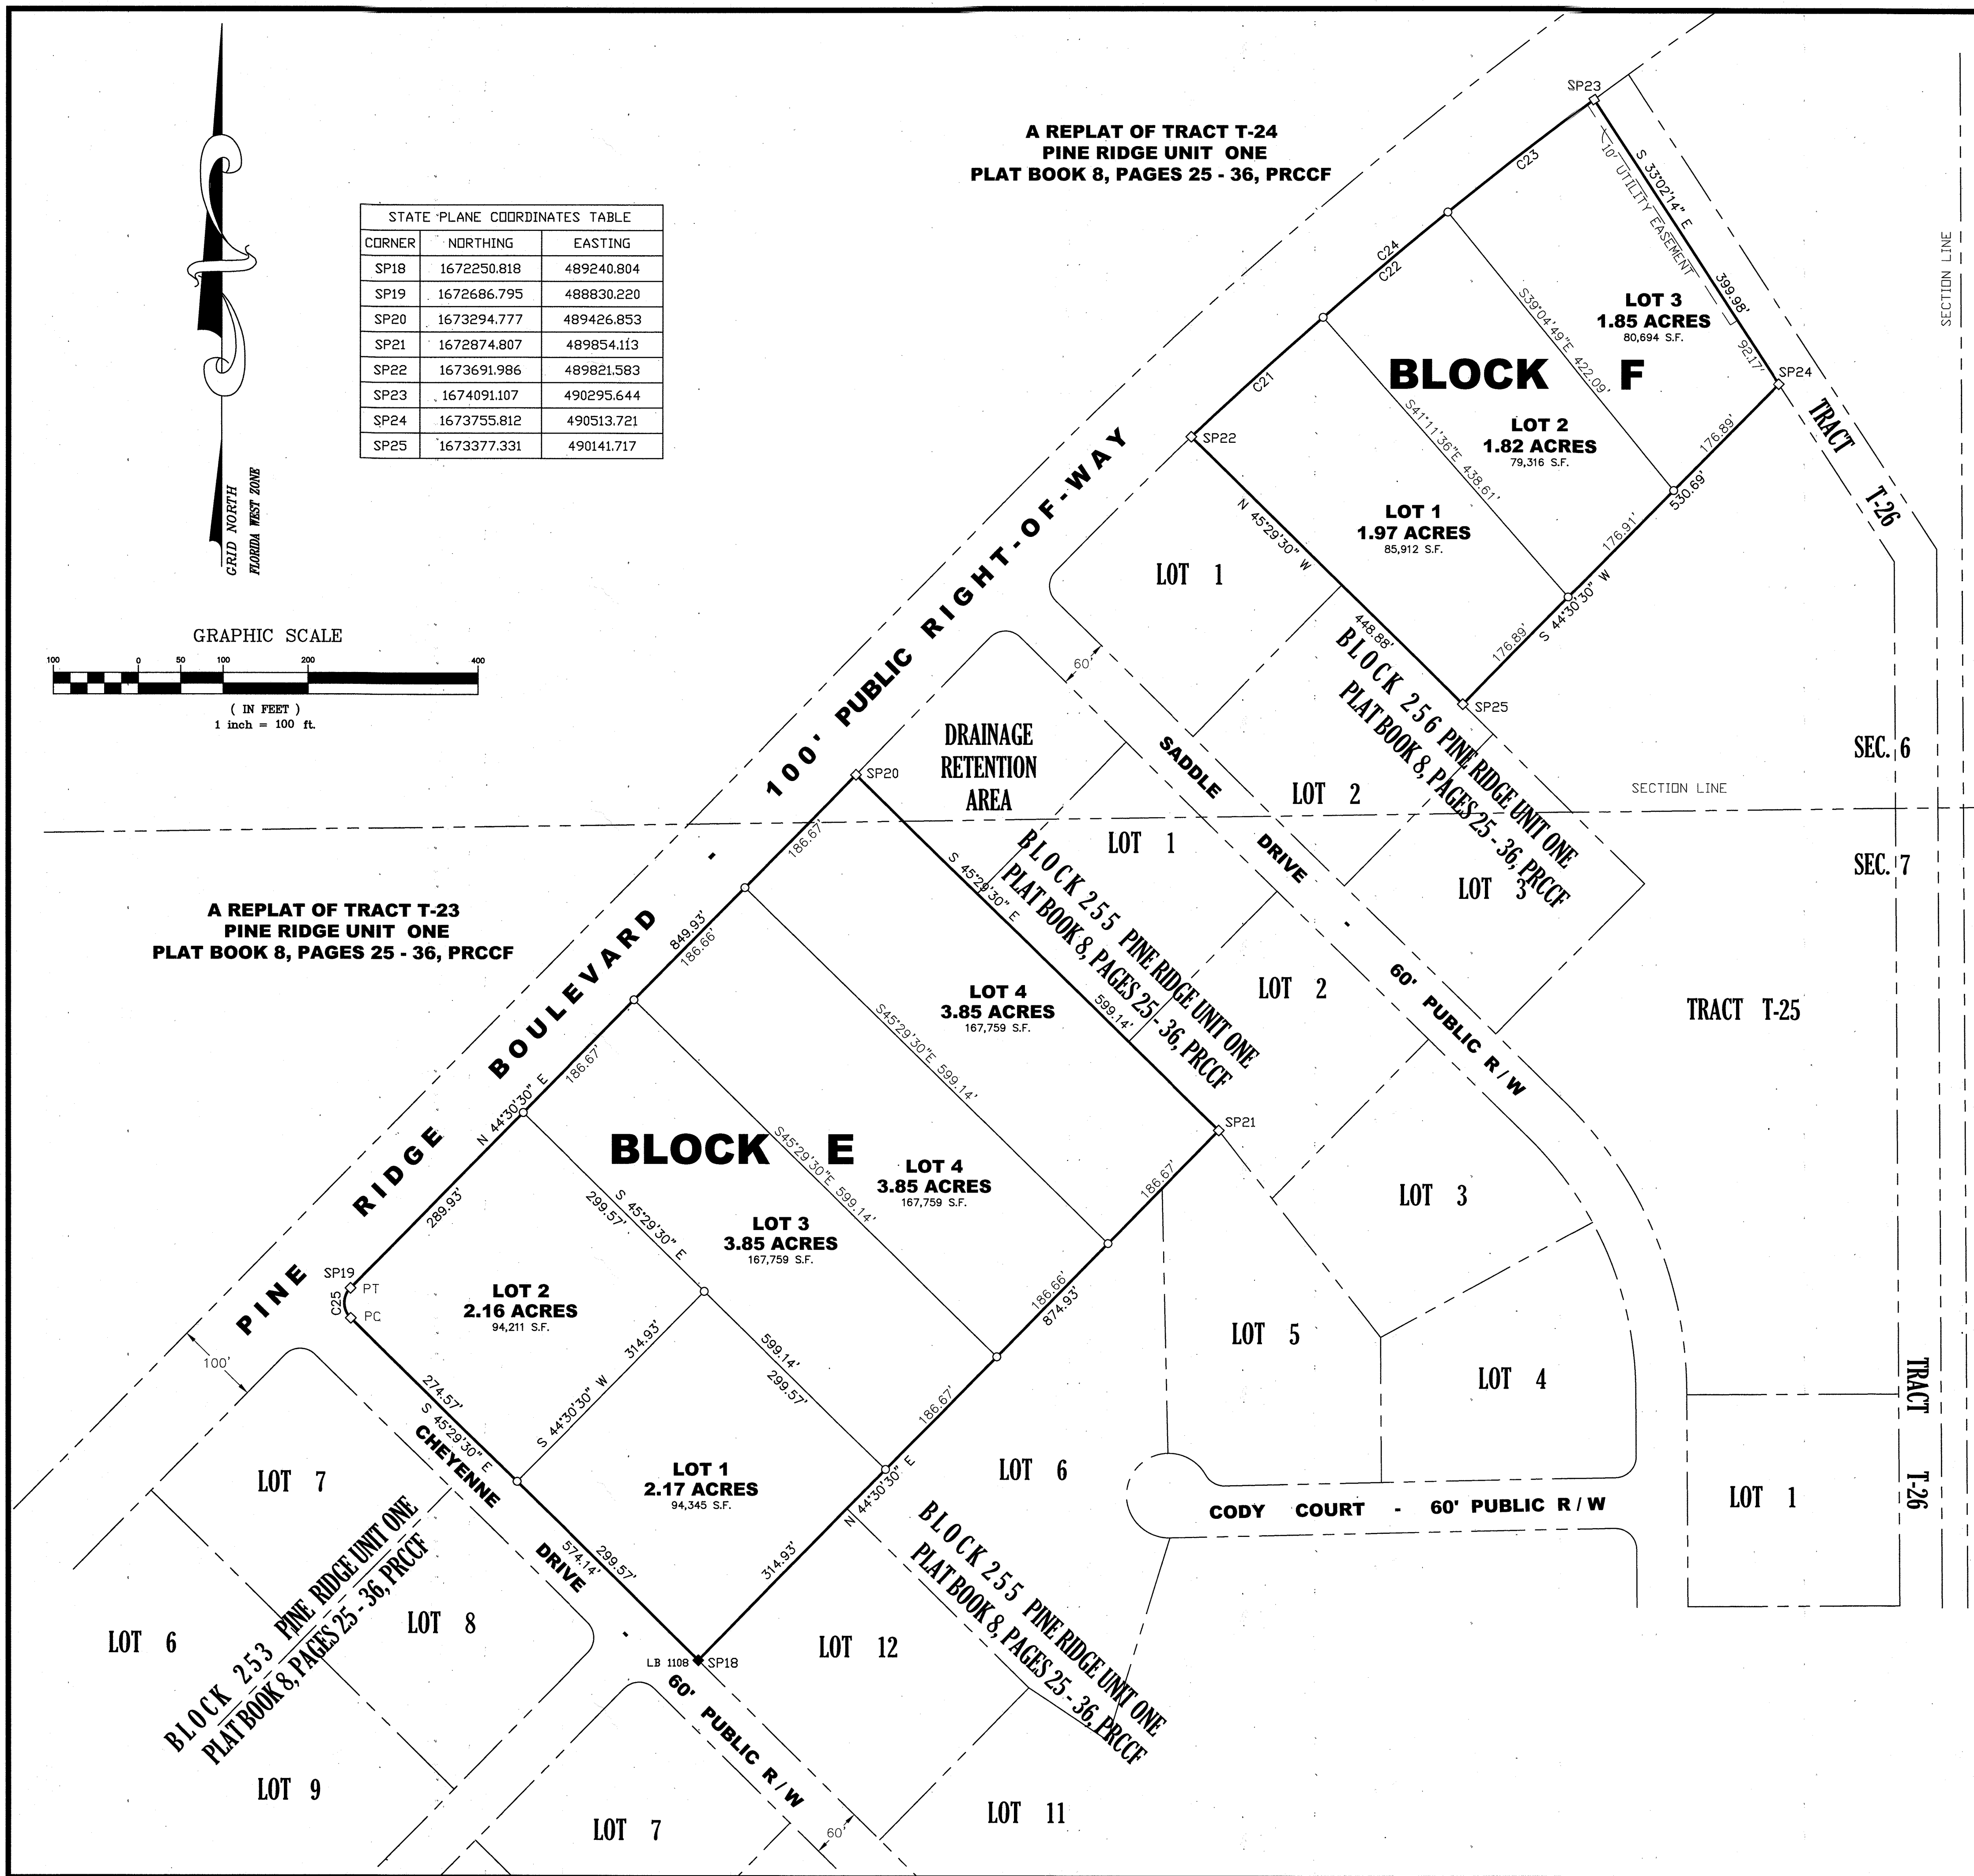 A REPLAT OF TRACT T-24
PINE RIDGE UNIT ONE
PLAT BOOK 8, PAGES 25 - 36, PRCCF
STATE PLANE COORDINATES TABLE
CORNER NORTHING EASTING
SP18 1672250.818 489240.804
SP19 1672686.795 488830.220
SP20 1673294.777 489426.853
SP21 1672874.807 489854.113
SP22 1673691.986 489821.583
SP23 1674091.107 490295.644
SP24 1673755.812 490513.721
SP25 1673377.331 490141.717
GRID NORTH
FLORIDA WEST ZONE
GRAPHIC SCALE
100 0 50 100 200 400
( IN FEET )
1 inch = 100 ft.
SP23
C23
S 33°02'14" E
399.98'
10' UTILITY EASEMENT
92.17'
SP24
C24
C22
C21
SP22
S39°04'49"E 422.09'
S41°11'36"E 438.61'
LOT 3
1.85 ACRES
80,694 S.F.
BLOCK F
LOT 2
1.82 ACRES
79,316 S.F.
LOT 1
1.97 ACRES
85,912 S.F.
176.89'
530.69'
176.91'
S 44°30'30" W
176.89'
N 45°29'30" W
448.88'
SP25
TRACT T-26
SECTION LINE
SEC. 6
SECTION LINE
SEC. 7
LOT 1
BLOCK 256 PINE RIDGE UNIT ONE
PLAT BOOK 8, PAGES 25 - 36, PRCCF
LOT 2
LOT 3
60'
SADDLE DRIVE - 60' PUBLIC R / W
PINE RIDGE BOULEVARD - 100' PUBLIC RIGHT-OF-WAY
DRAINAGE
RETENTION
AREA
SP20
LOT 1
BLOCK 255 PINE RIDGE UNIT ONE
PLAT BOOK 8, PAGES 25 - 36, PRCCF
LOT 2
LOT 3
LOT 4
LOT 5
LOT 6
TRACT T-25
TRACT T-26
LOT 1
CODY COURT - 60' PUBLIC R / W
A REPLAT OF TRACT T-23
PINE RIDGE UNIT ONE
PLAT BOOK 8, PAGES 25 - 36, PRCCF
186.67'
849.93'
186.66'
186.67'
N 44°30'30" E
289.93'
S 45°29'30" E
599.14'
SP21
LOT 4
3.85 ACRES
167,759 S.F.
S45°29'30"E 599.14'
BLOCK E
LOT 4
3.85 ACRES
167,759 S.F.
S45°29'30"E 599.14'
LOT 3
3.85 ACRES
167,759 S.F.
S 45°29'30" E
299.57'
599.14'
299.57'
186.67'
186.66'
874.93'
186.67'
N 44°30'30" E
314.93'
SP19
PT
C25
PC
LOT 2
2.16 ACRES
94,211 S.F.
314.93'
S 44°30'30" W
274.57'
S 45°29'30" E
LOT 1
2.17 ACRES
94,345 S.F.
299.57'
574.14'
LB 1108
SP18
100'
CHEYENNE DRIVE - 60' PUBLIC R / W
60'
LOT 7
LOT 6
LOT 8
BLOCK 253 PINE RIDGE UNIT ONE
PLAT BOOK 8, PAGES 25 - 36, PRCCF
LOT 9
LOT 7
LOT 12
BLOCK 255 PINE RIDGE UNIT ONE
PLAT BOOK 8, PAGES 25 - 36, PRCCF
LOT 11